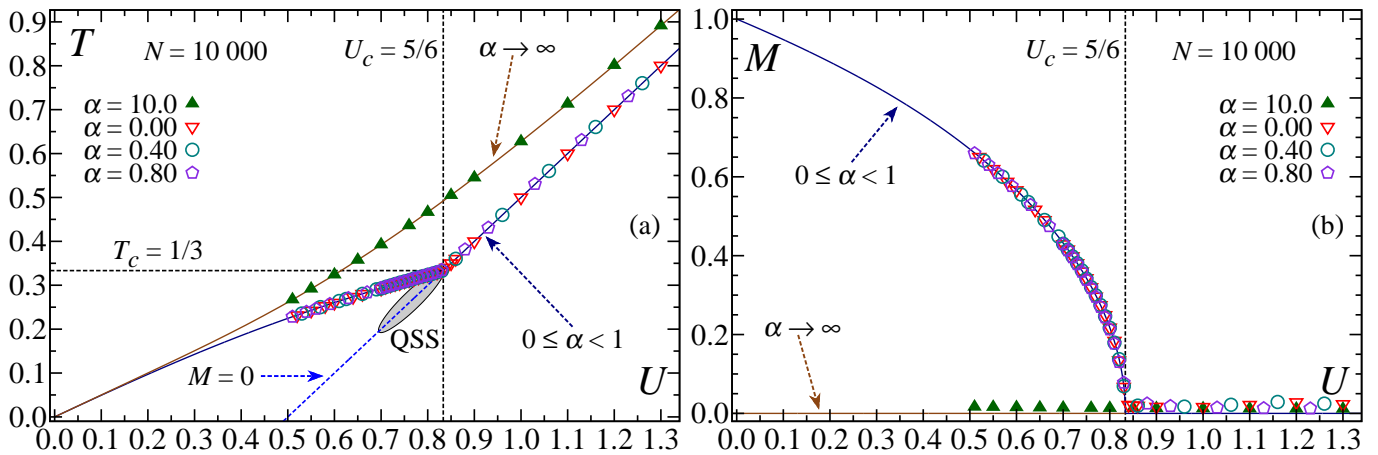 T
N = 10 000
U_c = 5/6
α → ∞
α = 10.0
α = 0.00
α = 0.40
α = 0.80
(a)
T_c = 1/3
QSS
0 ≤ α < 1
M = 0
U
0.9
0.8
0.7
0.6
0.5
0.4
0.3
0.2
0.1
0.0
0.0 0.1 0.2 0.3 0.4 0.5 0.6 0.7 0.8 0.9 1.0 1.1 1.2 1.3
M
U_c = 5/6
N = 10 000
α = 10.0
α = 0.00
α = 0.40
α = 0.80
0 ≤ α < 1
(b)
α → ∞
U
1.0
0.8
0.6
0.4
0.2
0.0
0.0 0.1 0.2 0.3 0.4 0.5 0.6 0.7 0.8 0.9 1.0 1.1 1.2 1.3